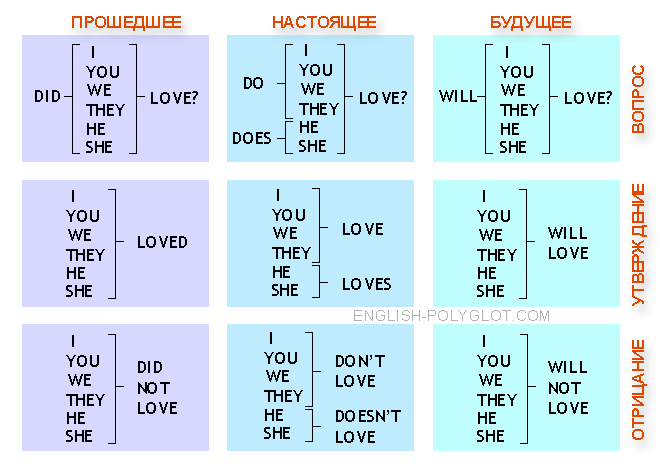 ПРОШЕДШЕЕ НАСТОЯЩЕЕ БУДУЩЕЕ
I
YOU
WE
THEY
HE
SHE
DID
LOVE?
I
YOU
WE
THEY
HE
SHE
DO
DOES
LOVE?
I
YOU
WE
THEY
HE
SHE
WILL
LOVE?
ВОПРОС
I
YOU
WE
THEY
HE
SHE
LOVED
I
YOU
WE
THEY
HE
SHE
LOVE
LOVES
I
YOU
WE
THEY
HE
SHE
WILL
LOVE
УТВЕРЖДЕНИЕ
ENGLISH-POLYGLOT.COM
I
YOU
WE
THEY
HE
SHE
DID
NOT
LOVE
I
YOU
WE
THEY
HE
SHE
DON'T
LOVE
DOESN'T
LOVE
I
YOU
WE
THEY
HE
SHE
WILL
NOT
LOVE
ОТРИЦАНИЕ